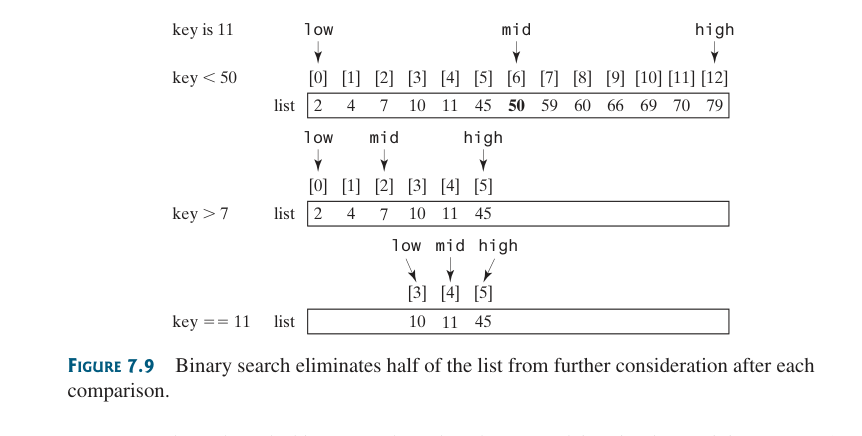 key is 11 low mid high
key < 50 [0] [1] [2] [3] [4] [5] [6] [7] [8] [9] [10] [11] [12]
list 2 4 7 10 11 45 50 59 60 66 69 70 79
low mid high
[0] [1] [2] [3] [4] [5]
key > 7 list 2 4 7 10 11 45
low mid high
[3] [4] [5]
key == 11 list 10 11 45
FIGURE 7.9 Binary search eliminates half of the list from further consideration after each
comparison.